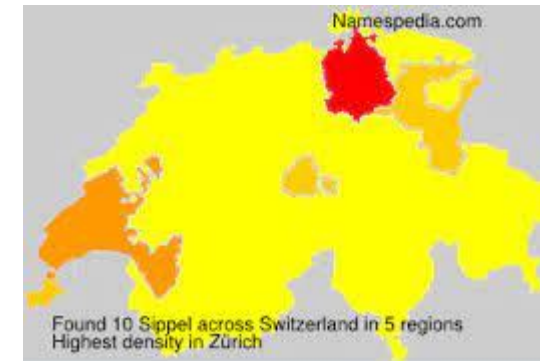 Namespedia.com
Found 10 Sippel across Switzerland in 5 regions
Highest density in Zürich